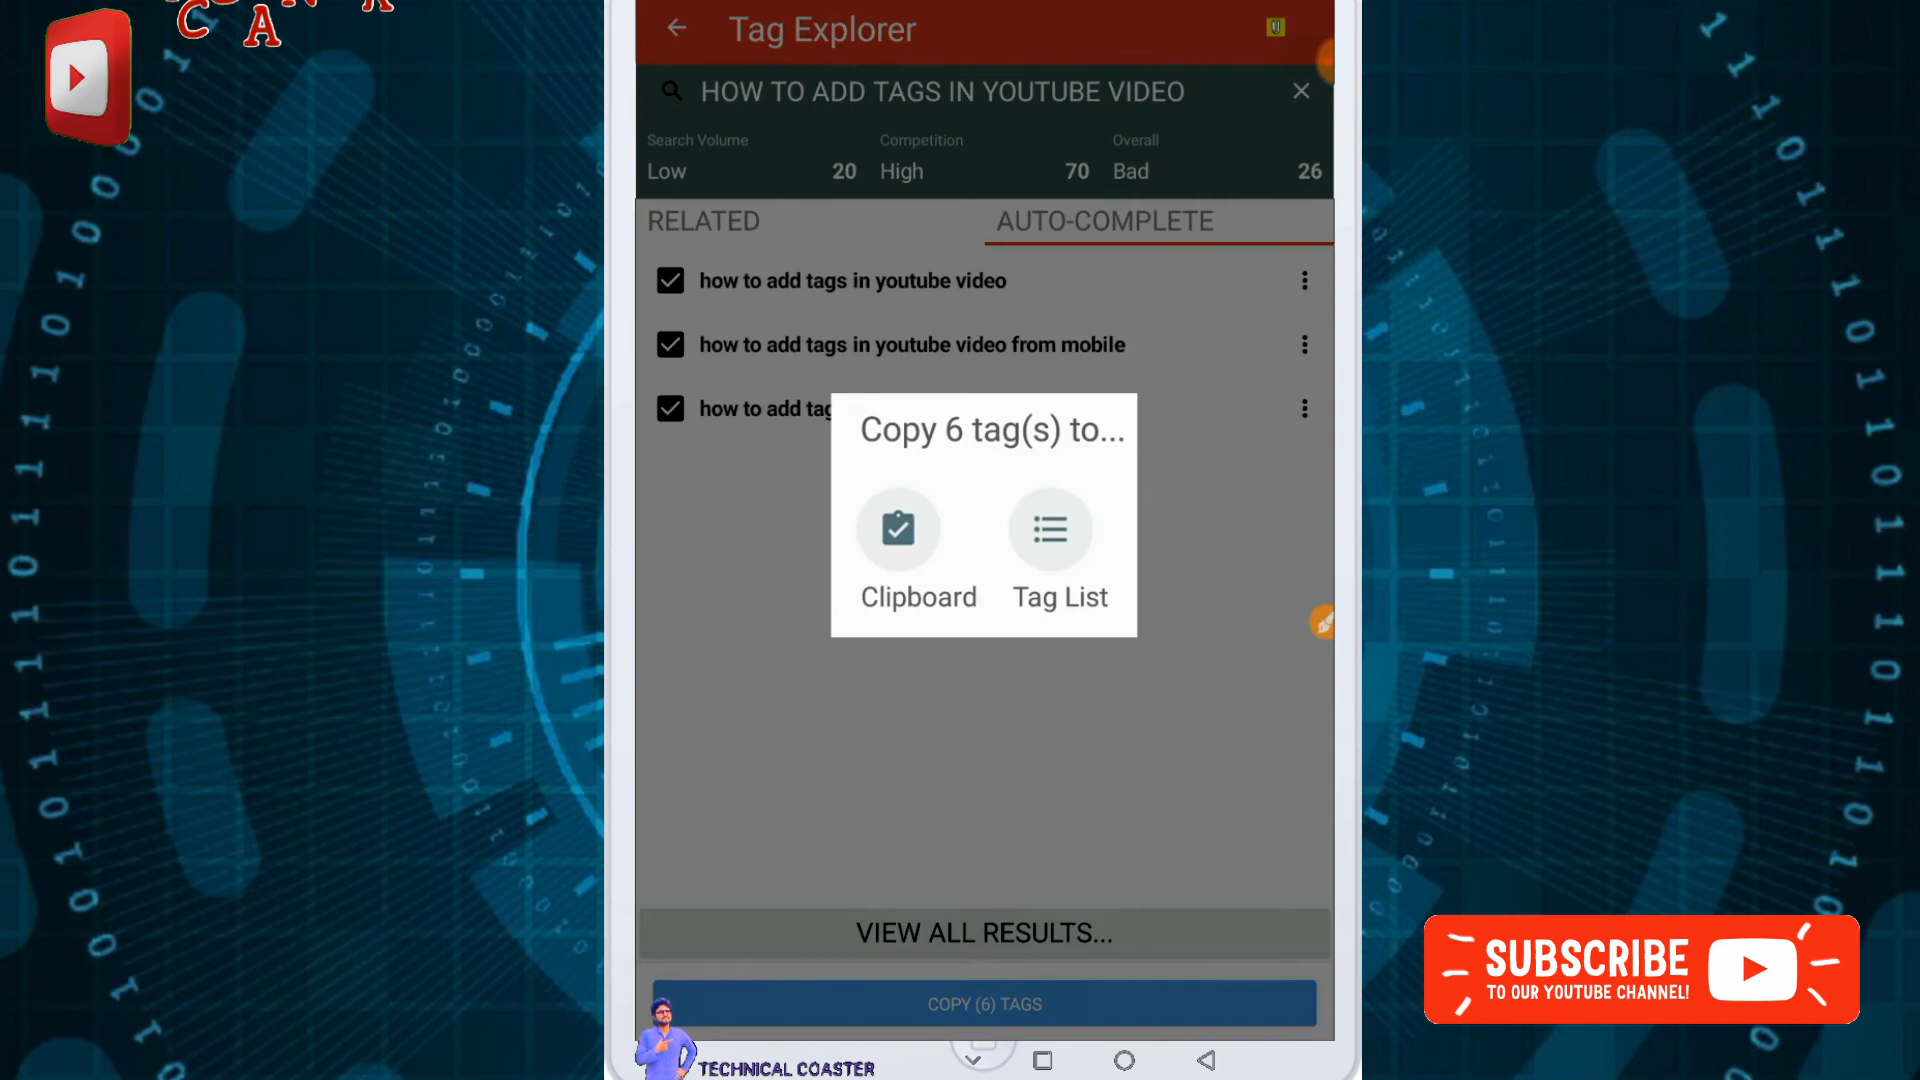 C A
Tag Explorer
HOW TO ADD TAGS IN YOUTUBE VIDEO
Search Volume Competition Overall
Low 20 High 70 Bad 26
RELATED AUTO-COMPLETE
how to add tags in youtube video
how to add tags in youtube video from mobile
how to add tag
Copy 6 tag(s) to...
Clipboard Tag List
VIEW ALL RESULTS...
COPY (6) TAGS
TECHNICAL COASTER
SUBSCRIBE
TO OUR YOUTUBE CHANNEL!